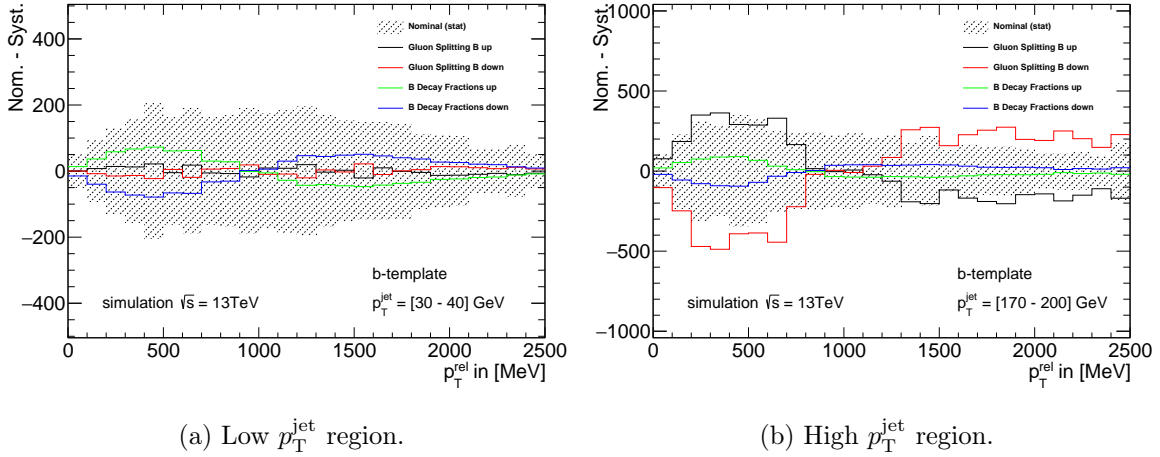 Nom. - Syst.
400
200
0
−200
−400
Nominal (stat)
Gluon Splitting B up
Gluon Splitting B down
B Decay Fractions up
B Decay Fractions down
b-template
simulation √s = 13TeV
p_T^jet = [30 - 40] GeV
0 500 1000 1500 2000 2500
p_T^rel in [MeV]
(a) Low p_T^jet region.
Nom. - Syst.
1000
500
0
−500
−1000
Nominal (stat)
Gluon Splitting B up
Gluon Splitting B down
B Decay Fractions up
B Decay Fractions down
b-template
simulation √s = 13TeV
p_T^jet = [170 - 200] GeV
0 500 1000 1500 2000 2500
p_T^rel in [MeV]
(b) High p_T^jet region.